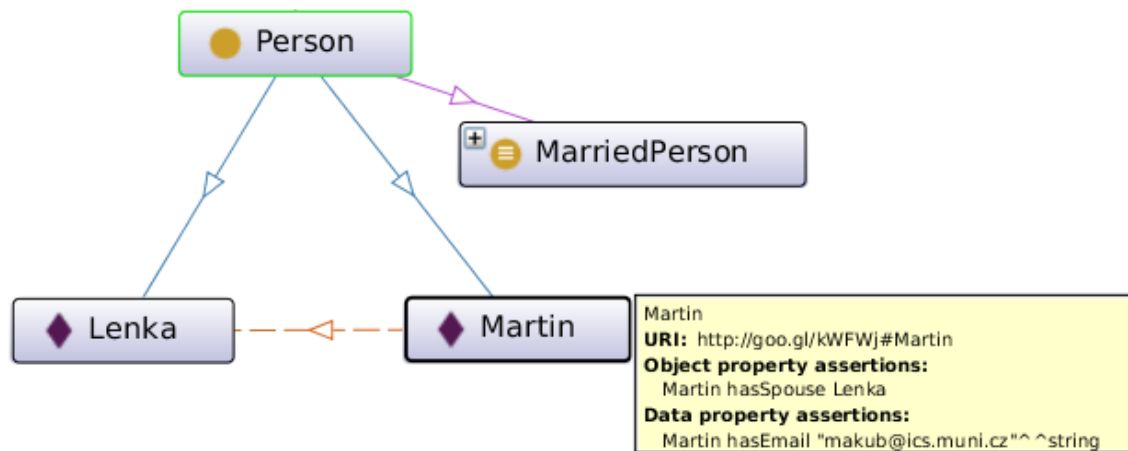 Person
MarriedPerson
Lenka
Martin
Martin
URI: http://goo.gl/kWFWj#Martin
Object property assertions:
Martin hasSpouse Lenka
Data property assertions:
Martin hasEmail "makub@ics.muni.cz"^^string